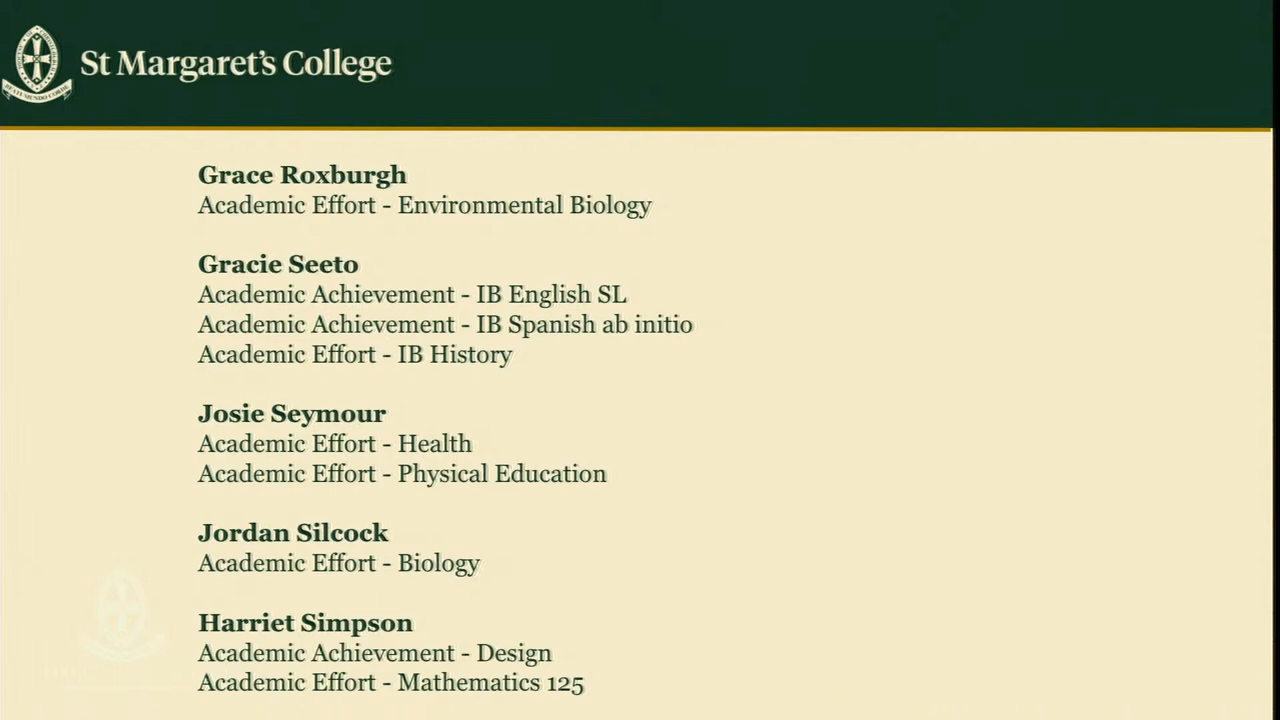 St Margaret's College
Grace Roxburgh
Academic Effort - Environmental Biology
Gracie Seeto
Academic Achievement - IB English SL
Academic Achievement - IB Spanish ab initio
Academic Effort - IB History
Josie Seymour
Academic Effort - Health
Academic Effort - Physical Education
Jordan Silcock
Academic Effort - Biology
Harriet Simpson
Academic Achievement - Design
Academic Effort - Mathematics 125